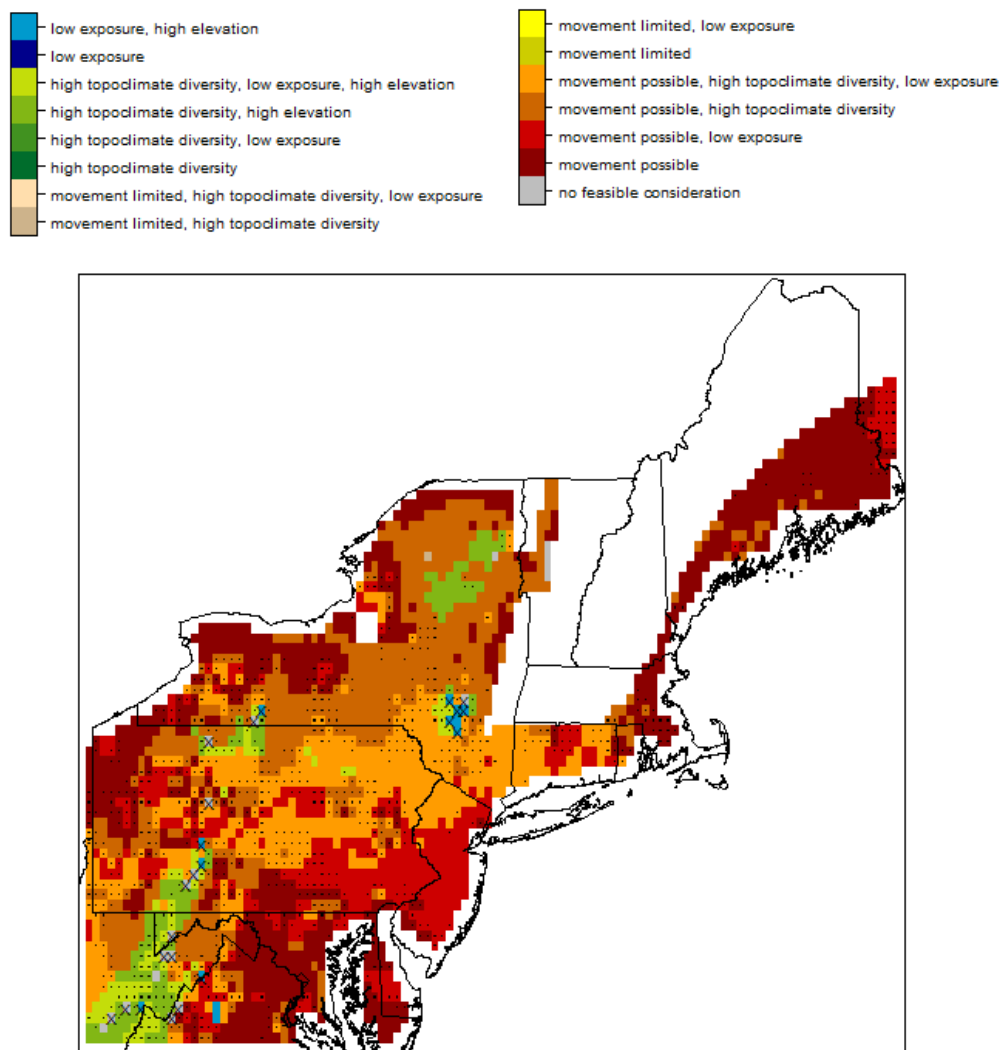 low exposure, high elevation
low exposure
high topoclimate diversity, low exposure, high elevation
high topoclimate diversity, high elevation
high topoclimate diversity, low exposure
high topoclimate diversity
movement limited, high topoclimate diversity, low exposure
movement limited, high topoclimate diversity
movement limited, low exposure
movement limited
movement possible, high topoclimate diversity, low exposure
movement possible, high topoclimate diversity
movement possible, low exposure
movement possible
no feasible consideration